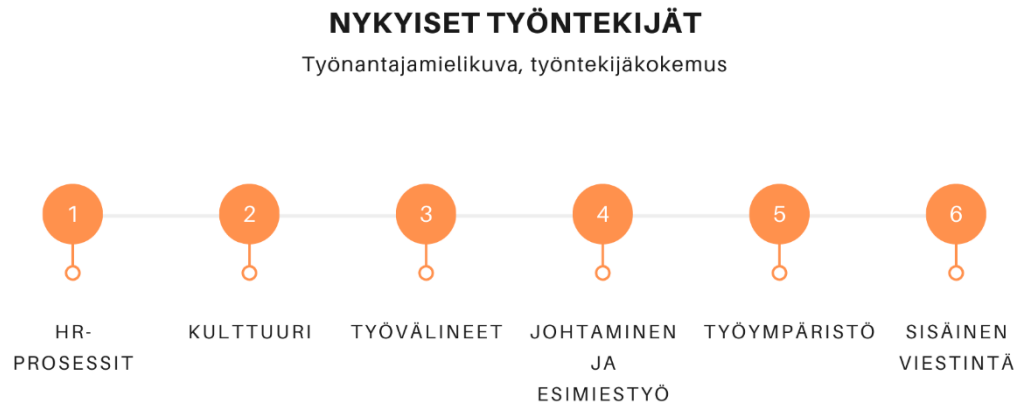 NYKYISET TYÖNTEKIJÄT
Työnantajamielikuva, työntekijäkokemus
1
2
3
4
5
6
HR-
PROSESSIT
KULTTUURI
TYÖVÄLINEET
JOHTAMINEN
JA
ESIMIESTYÖ
TYÖYMPÄRISTÖ
SISÄINEN
VIESTINTÄ